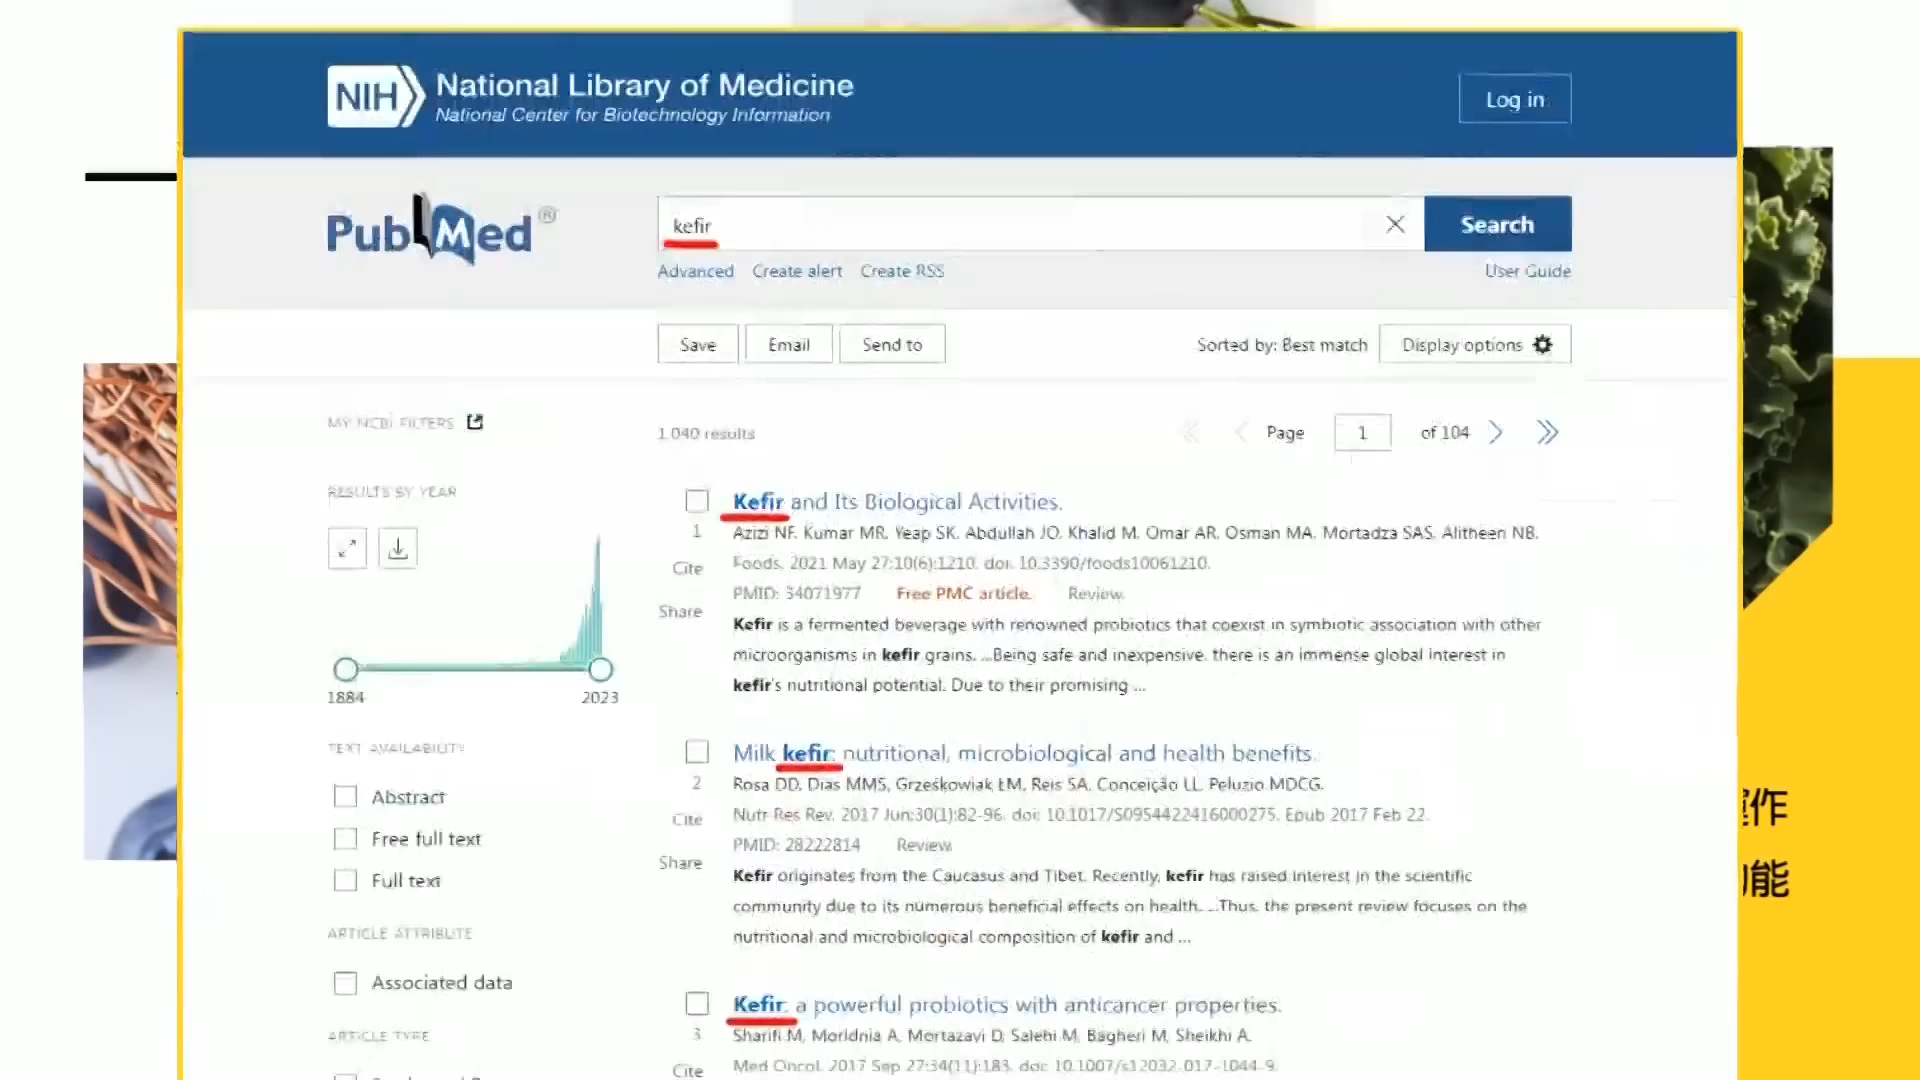 NIH National Library of Medicine
National Center for Biotechnology Information
Log in
PubMed®
kefir
Search
Advanced Create alert Create RSS
User Guide
Save Email Send to
Sorted by: Best match Display options
MY NCBI FILTERS
1,040 results
Page 1 of 104
RESULTS BY YEAR
1884 2023
TEXT AVAILABILITY
Abstract
Free full text
Full text
ARTICLE ATTRIBUTE
Associated data
ARTICLE TYPE
Kefir and Its Biological Activities.
1
Azizi NF, Kumar MR, Yeap SK, Abdullah JO, Khalid M, Omar AR, Osman MA, Mortadza SAS, Alitheen NB.
Cite
Foods. 2021 May 27;10(6):1210. doi: 10.3390/foods10061210.
PMID: 34071977 Free PMC article. Review.
Share
Kefir is a fermented beverage with renowned probiotics that coexist in symbiotic association with other
microorganisms in kefir grains. ...Being safe and inexpensive, there is an immense global interest in
kefir's nutritional potential. Due to their promising ...
Milk kefir: nutritional, microbiological and health benefits.
2
Rosa DD, Dias MMS, Grześkowiak ŁM, Reis SA, Conceição LL, Peluzio MDCG.
Cite
Nutr Res Rev. 2017 Jun;30(1):82-96. doi: 10.1017/S0954422416000275. Epub 2017 Feb 22.
PMID: 28222814 Review.
Share
Kefir originates from the Caucasus and Tibet. Recently, kefir has raised interest in the scientific
community due to its numerous beneficial effects on health. ...Thus, the present review focuses on the
nutritional and microbiological composition of kefir and ...
Kefir: a powerful probiotics with anticancer properties.
3
Sharifi M, Moridnia A, Mortazavi D, Salehi M, Bagheri M, Sheikhi A.
Cite
Med Oncol. 2017 Sep 27;34(11):183. doi: 10.1007/s12032-017-1044-9.
作
能